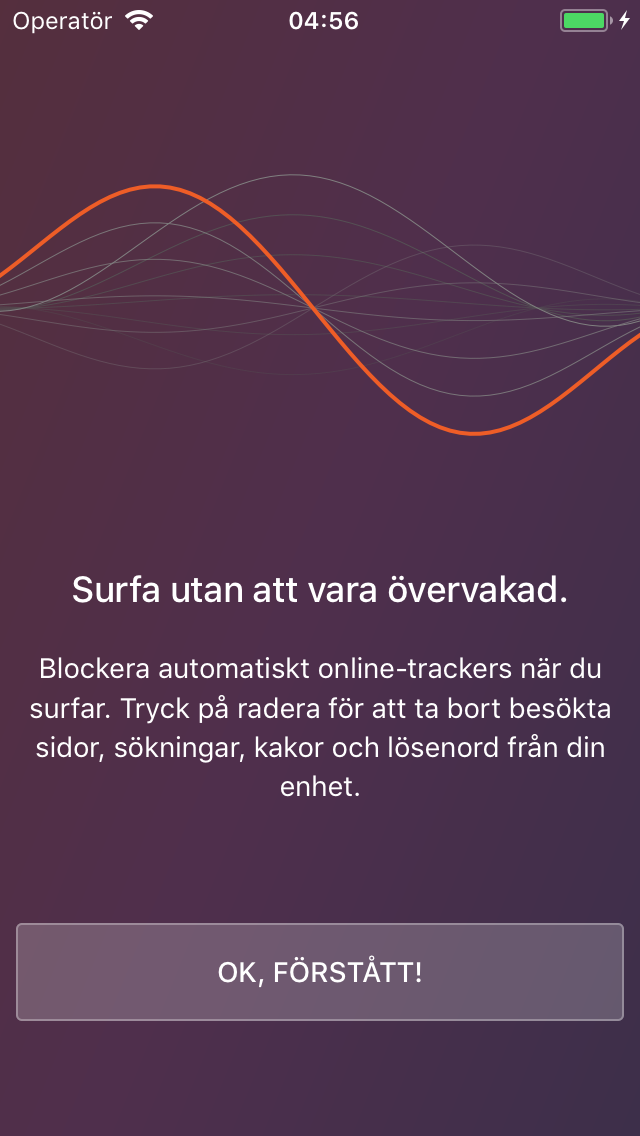 Operatör 04:56
Surfa utan att vara övervakad.
Blockera automatiskt online-trackers när du
surfar. Tryck på radera för att ta bort besökta
sidor, sökningar, kakor och lösenord från din
enhet.
OK, FÖRSTÅTT!